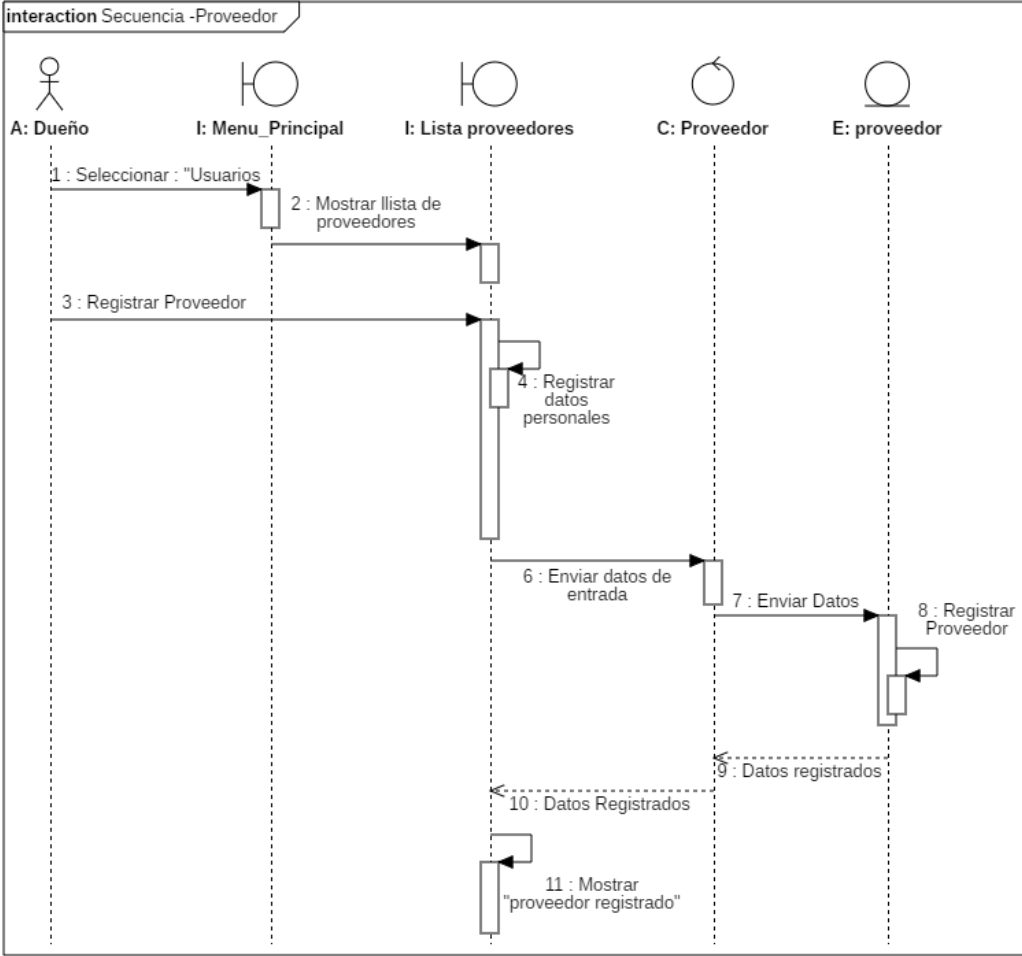 interaction Secuencia -Proveedor
A: Dueño
I: Menu_Principal
I: Lista proveedores
C: Proveedor
E: proveedor
1 : Seleccionar : "Usuarios
2 : Mostrar llista de
proveedores
3 : Registrar Proveedor
4 : Registrar
datos
personales
6 : Enviar datos de
entrada
7 : Enviar Datos
8 : Registrar
Proveedor
9 : Datos registrados
10 : Datos Registrados
11 : Mostrar
"proveedor registrado"